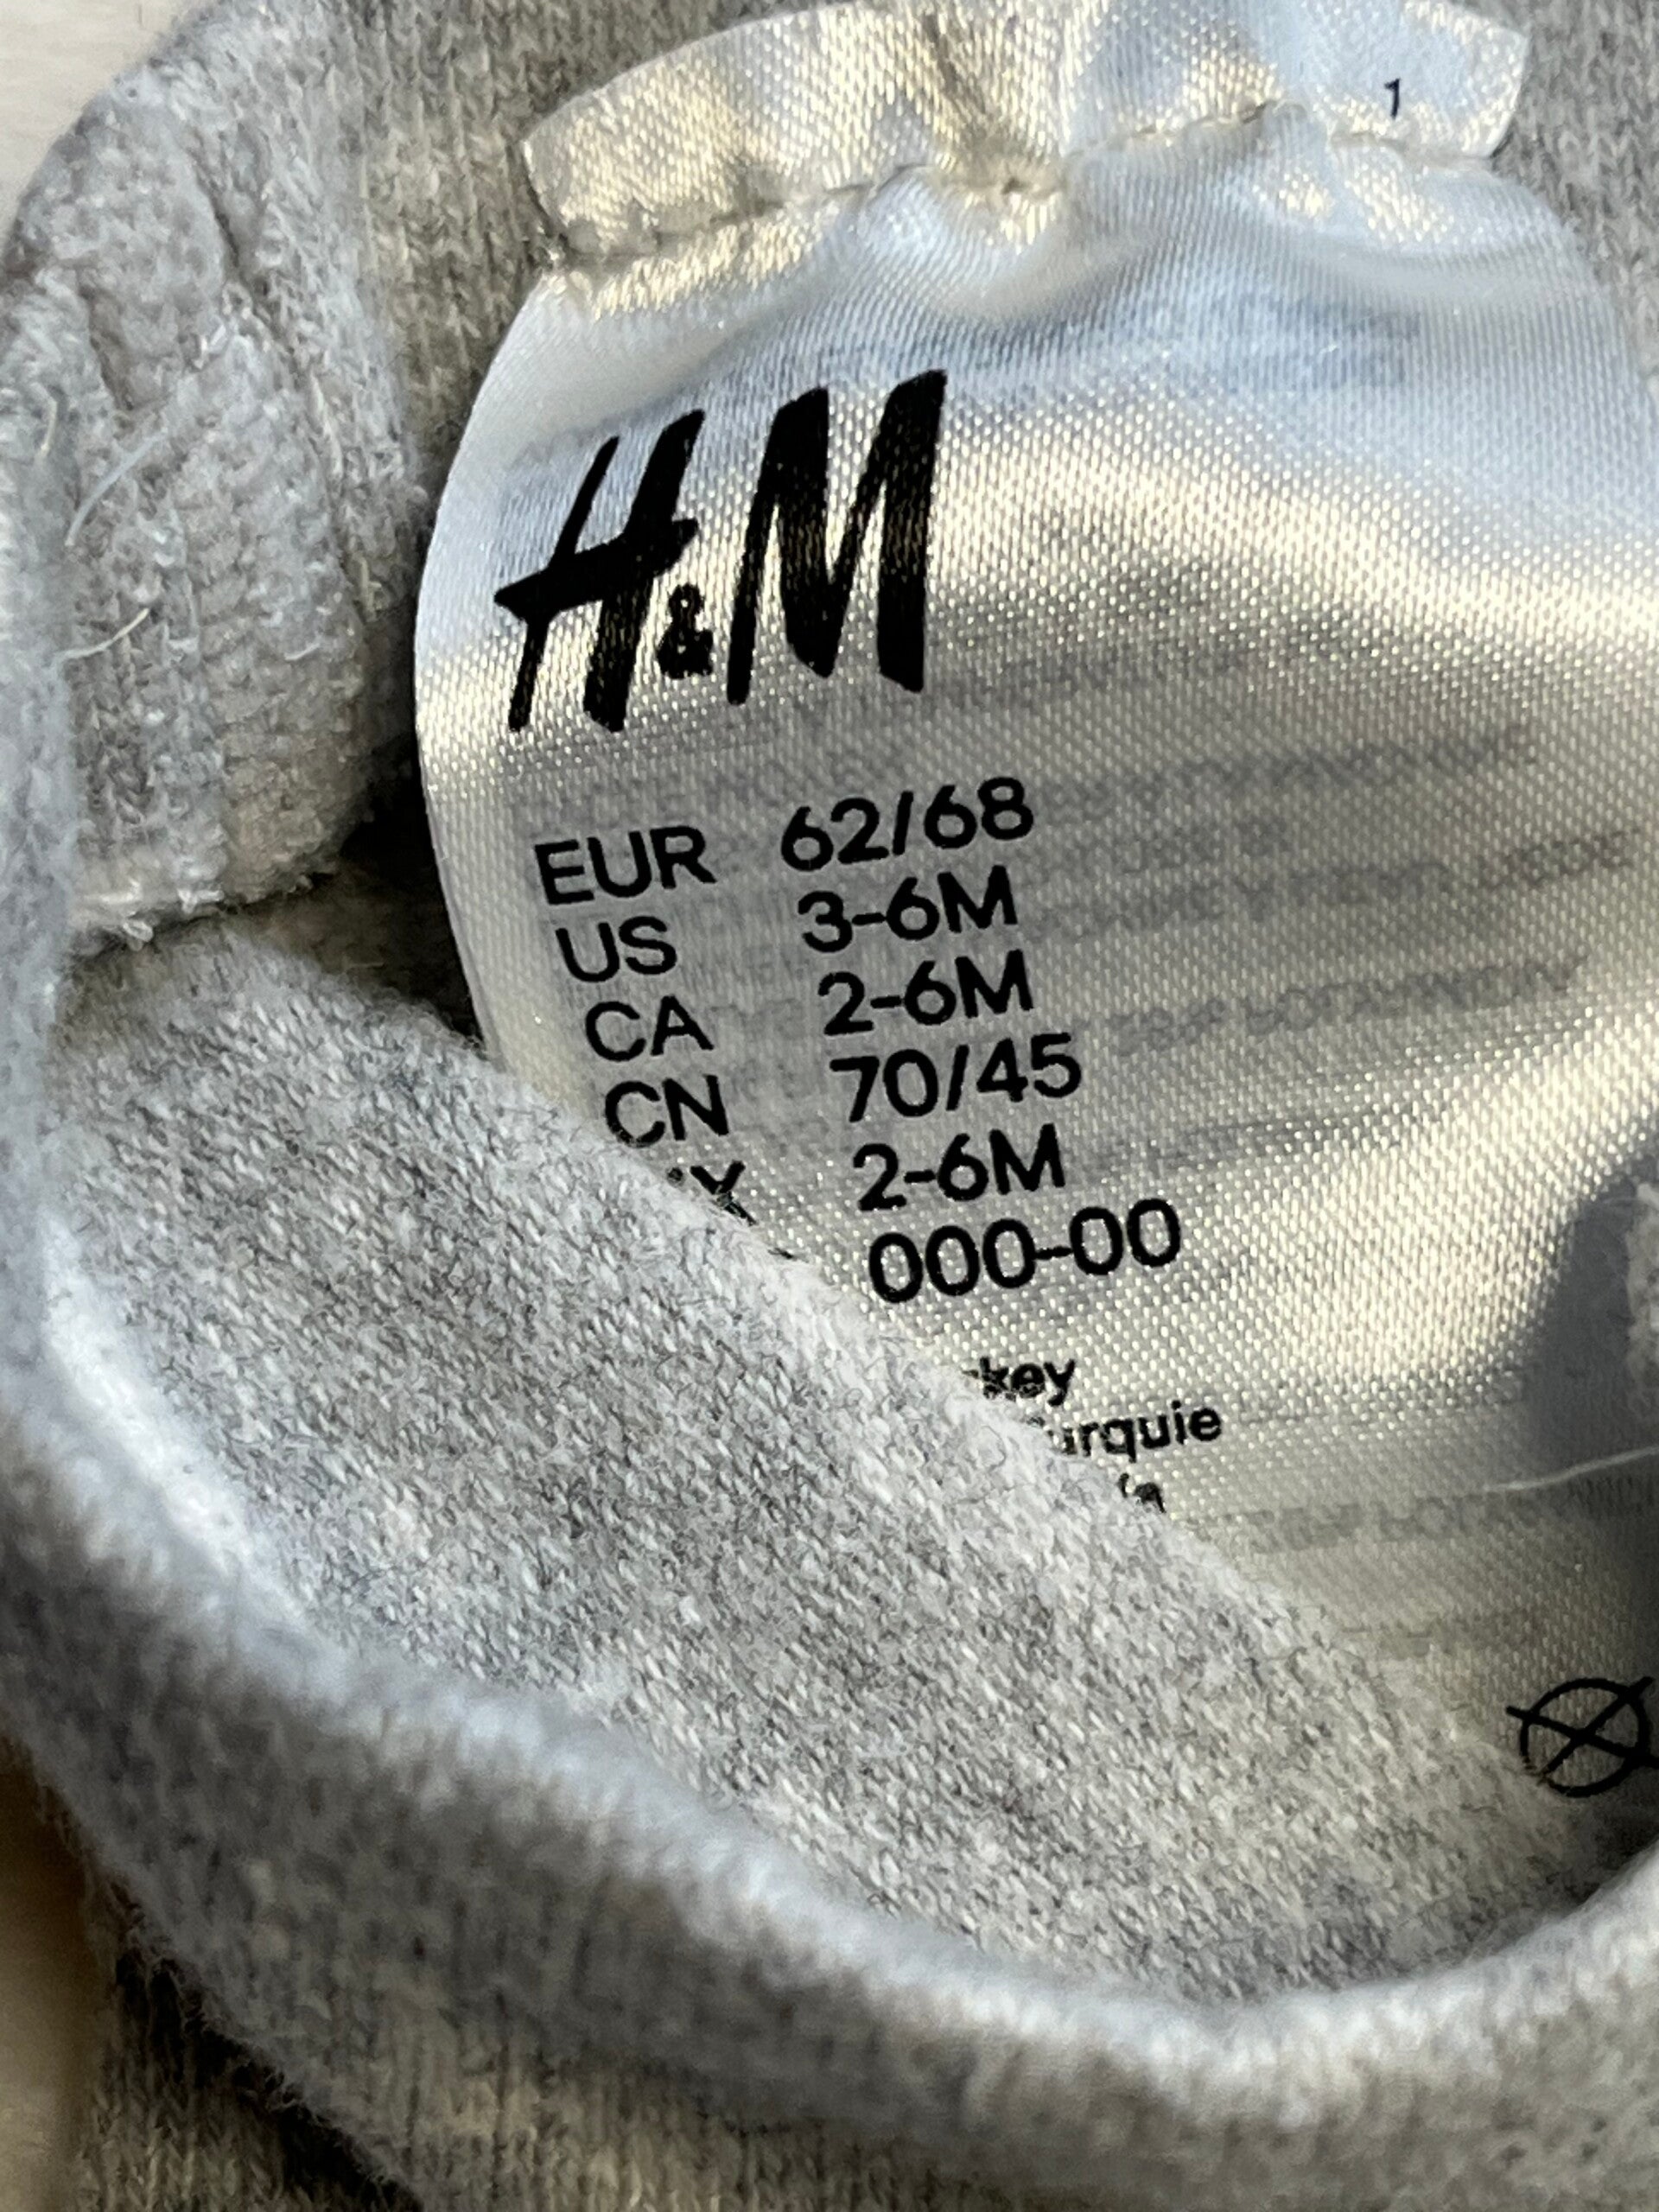 1
H&M
EUR 62/68
US 3-6M
CA 2-6M
CN 70/45
2-6M
000-00